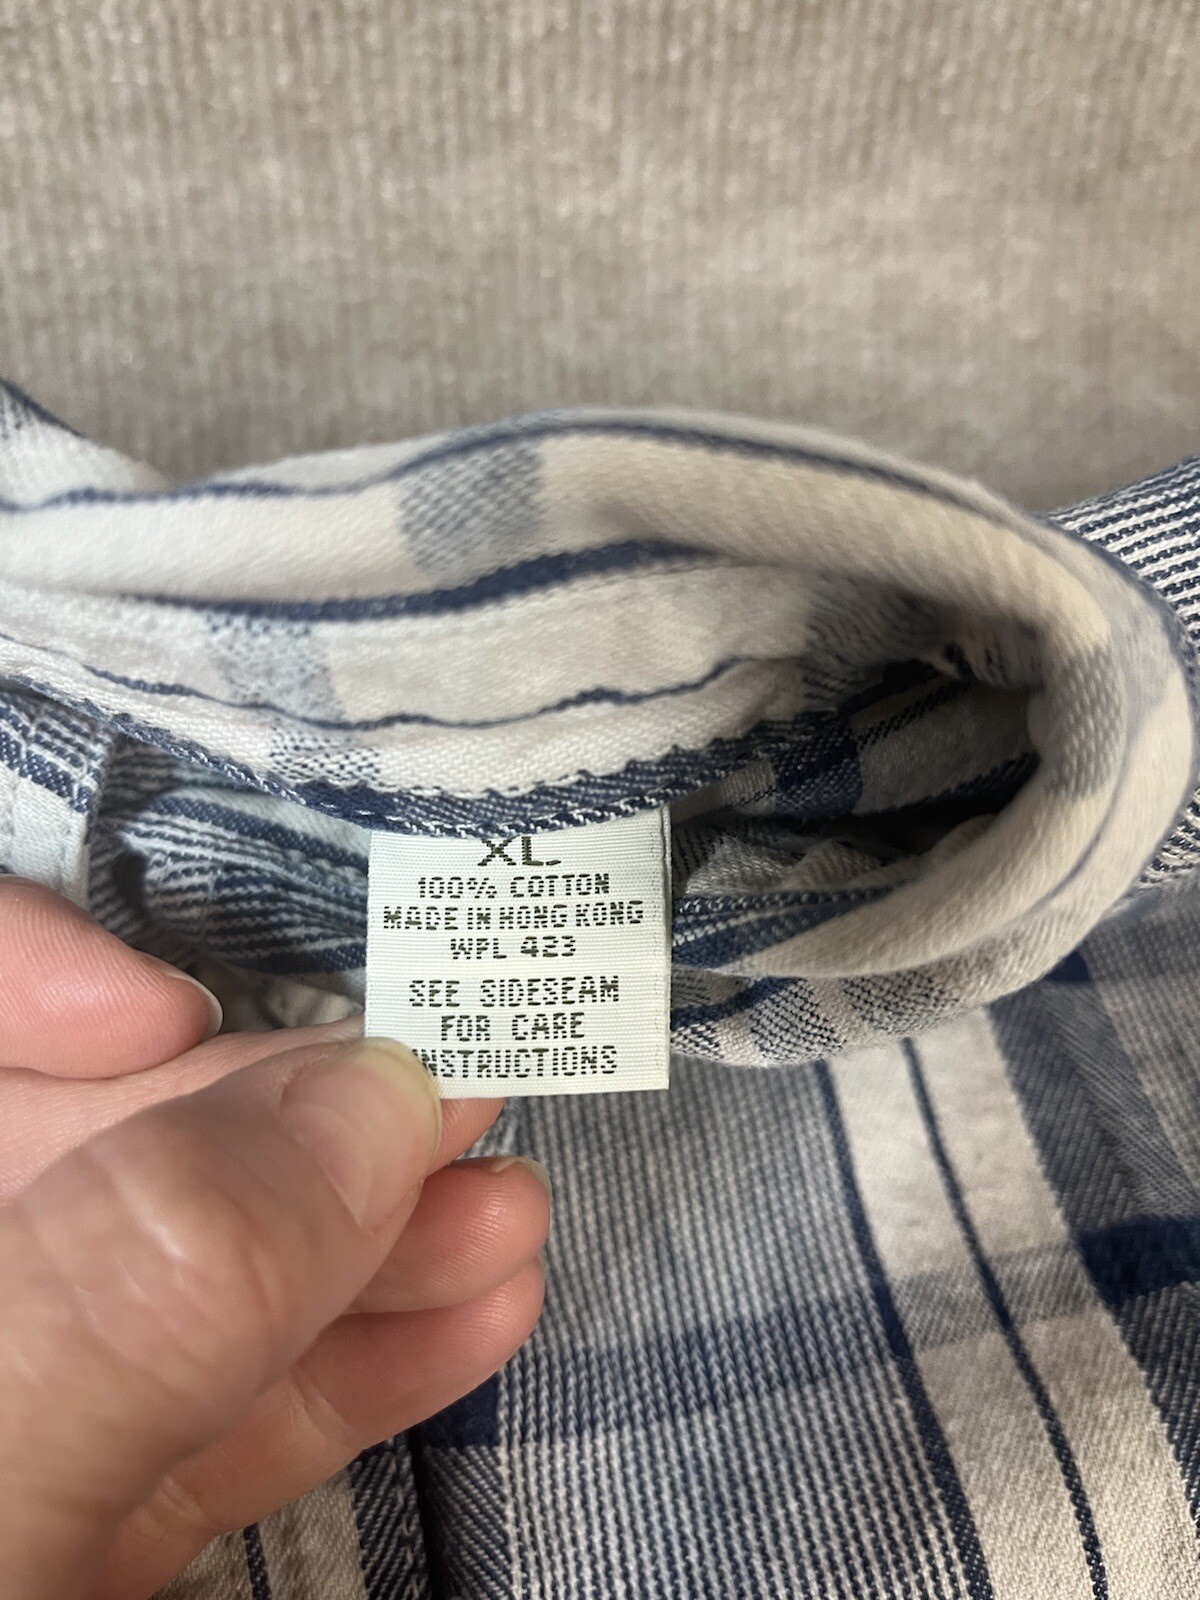 XL
100% COTTON
MADE IN HONG KONG
WPL 423
SEE SIDESEAM
FOR CARE
INSTRUCTIONS